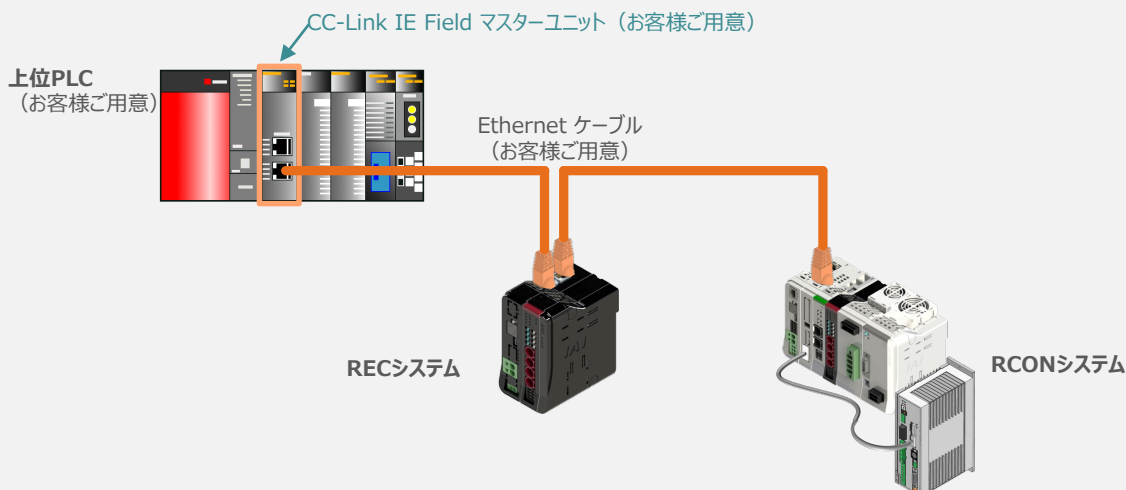 CC-Link IE Field マスターユニット（お客様ご用意）
上位PLC
（お客様ご用意）
Ethernet ケーブル
（お客様ご用意）
RECシステム
RCONシステム